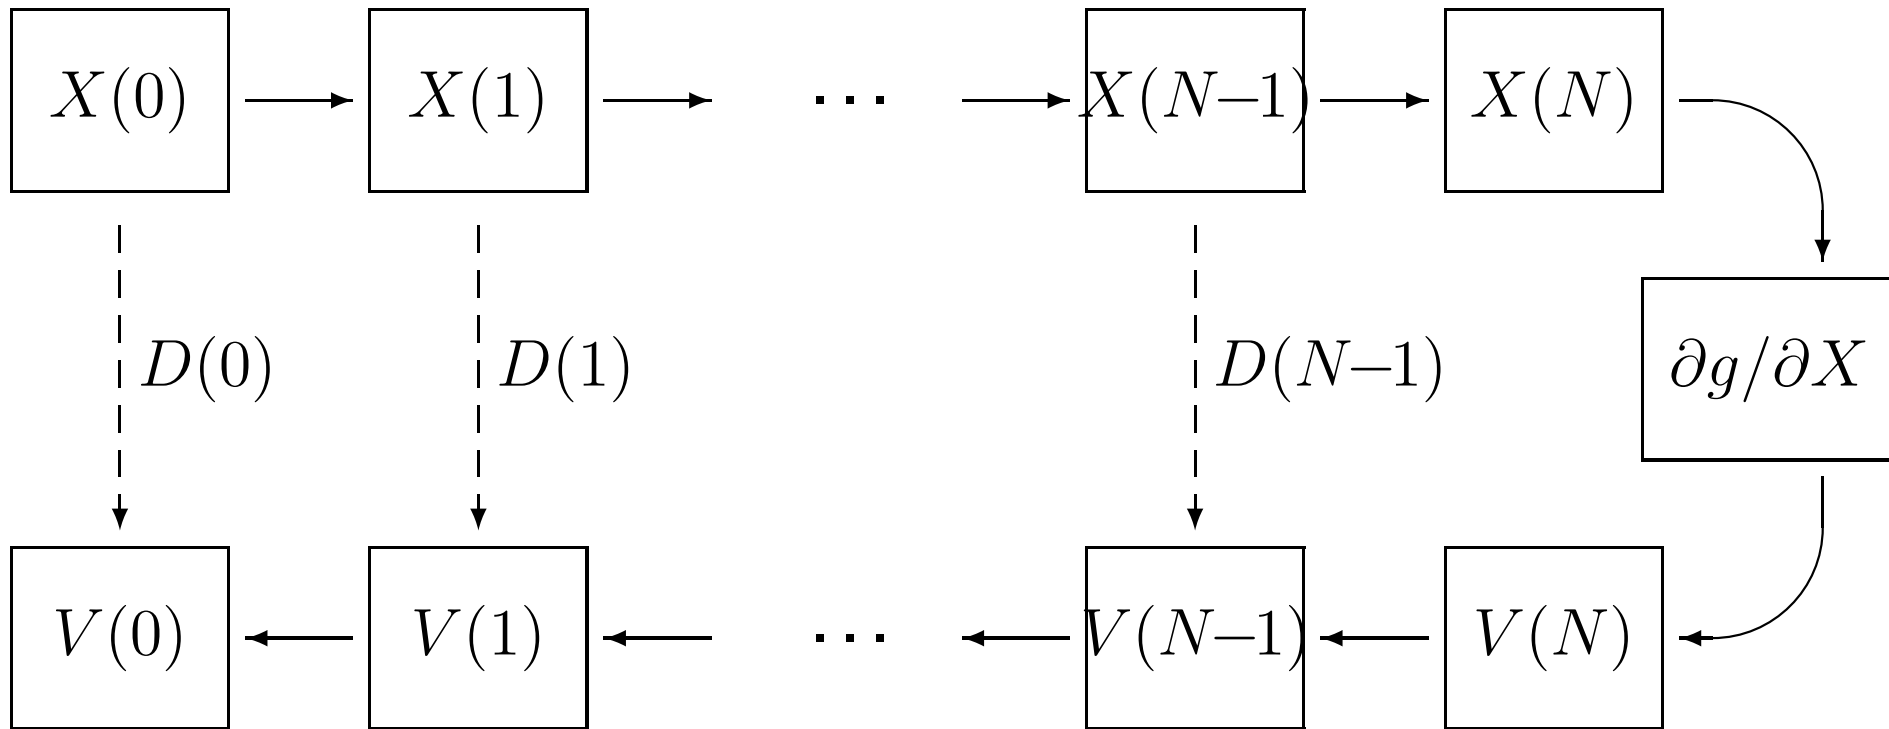 X(0) X(1) ··· X(N−1) X(N)
D(0) D(1) D(N−1) ∂g/∂X
V(0) V(1) ··· V(N−1) V(N)